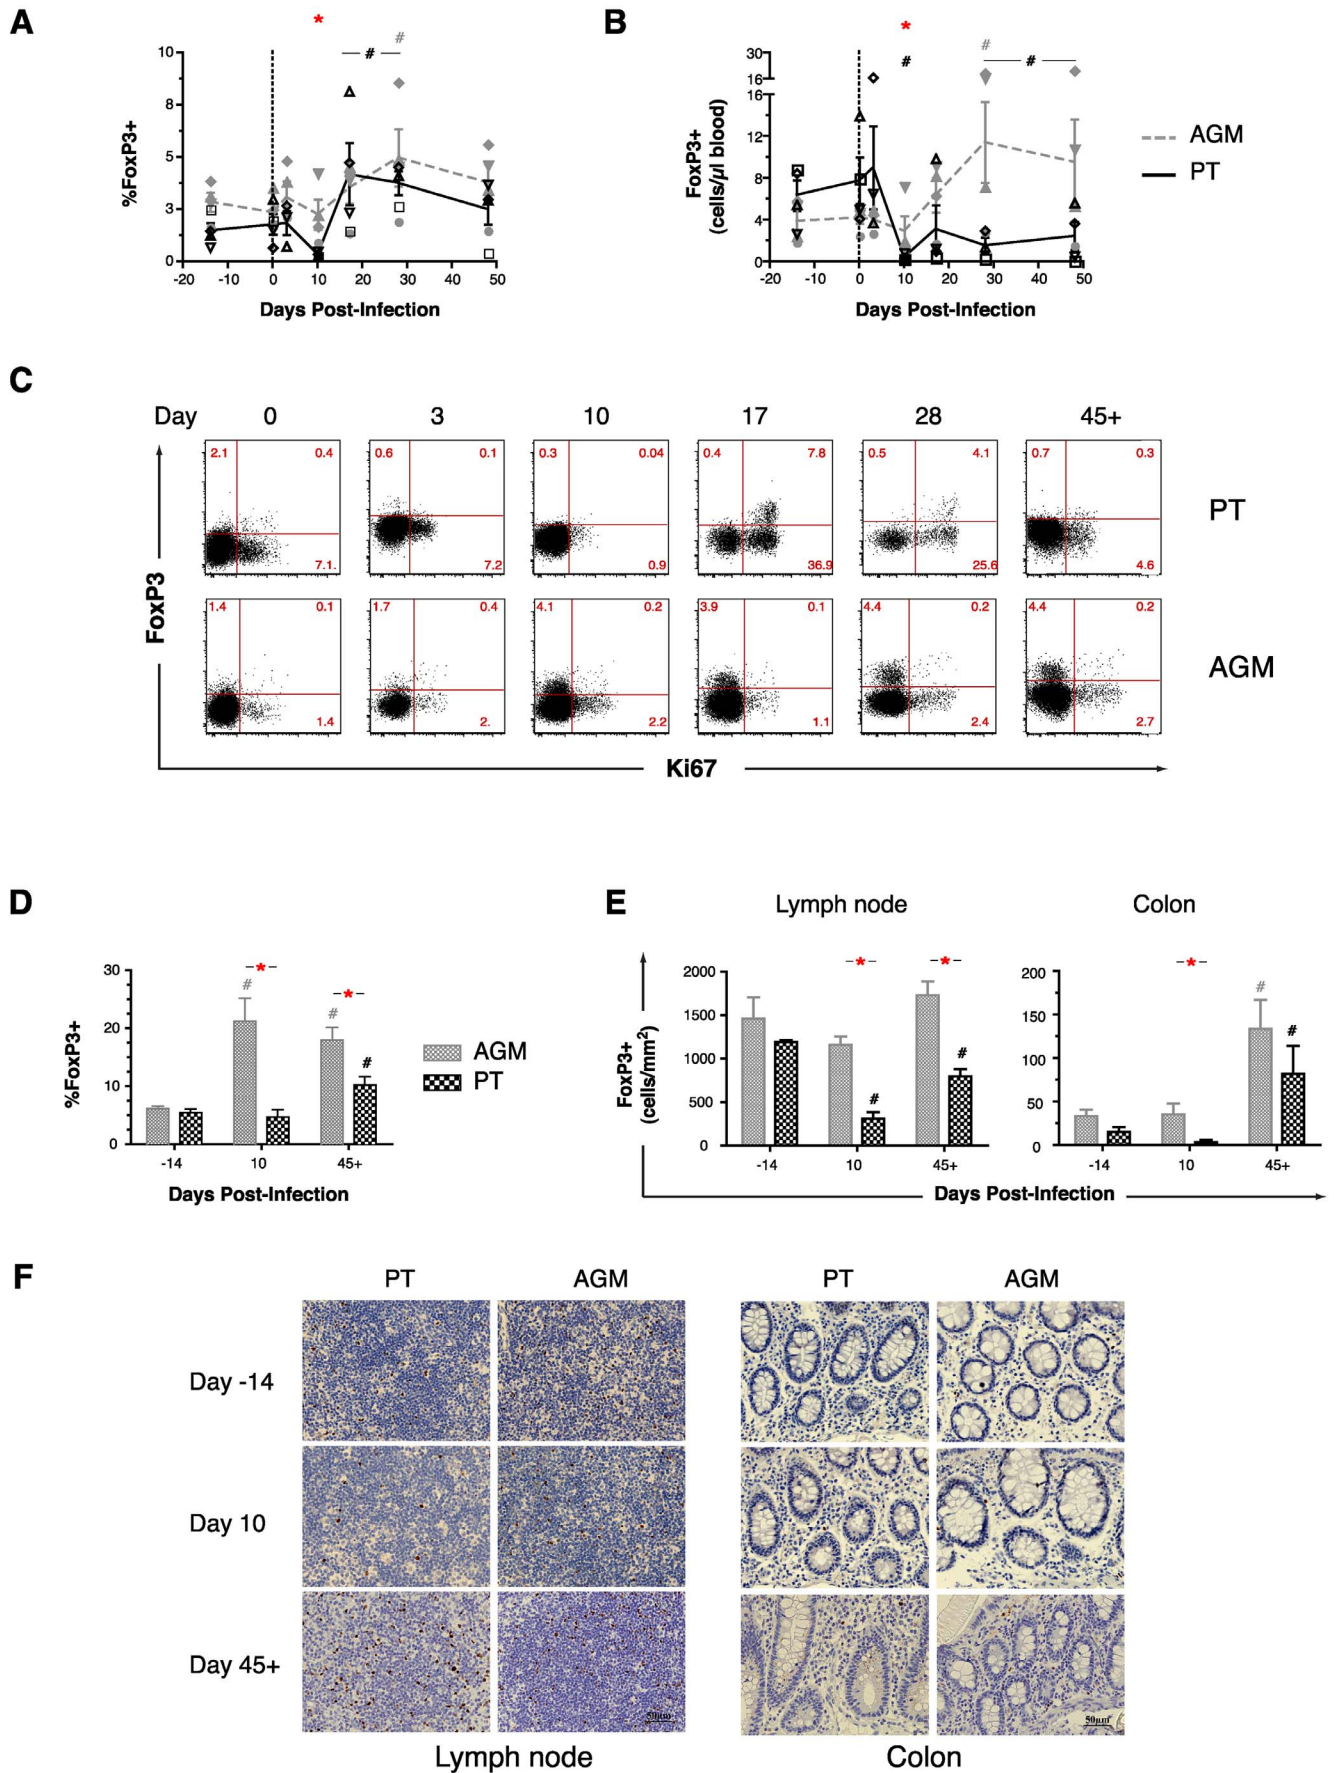 A
*
#
#
10
8
5
3
0
%FoxP3+
-20
-10
0
10
20
30
40
50
Days Post-Infection
B
*
#
#
#
30
16
16
12
8
4
0
FoxP3+
(cells/µl blood)
-20
-10
0
10
20
30
40
50
Days Post-Infection
AGM
PT
C
Day
0
3
10
17
28
45+
2.1
0.4
7.1.
0.6
0.1
7.2
0.3
0.04
0.9
0.4
7.8
36.9
0.5
4.1
25.6
0.7
0.3
4.6
PT
1.4
0.1
1.4
1.7
0.4
2.
4.1
0.2
2.2
3.9
0.1
1.1
4.4
0.2
2.4
4.4
0.2
2.7
AGM
FoxP3
Ki67
D
30
20
10
0
%FoxP3+
*
#
*
#
#
-14
10
45+
Days Post-Infection
AGM
PT
E
Lymph node
Colon
FoxP3+
(cells/mm²)
2000
1500
1000
500
0
*
#
*
#
-14
10
45+
200
150
100
50
0
*
#
#
-14
10
45+
Days Post-Infection
F
PT
AGM
PT
AGM
Day -14
Day 10
Day 45+
50µm
50µm
Lymph node
Colon